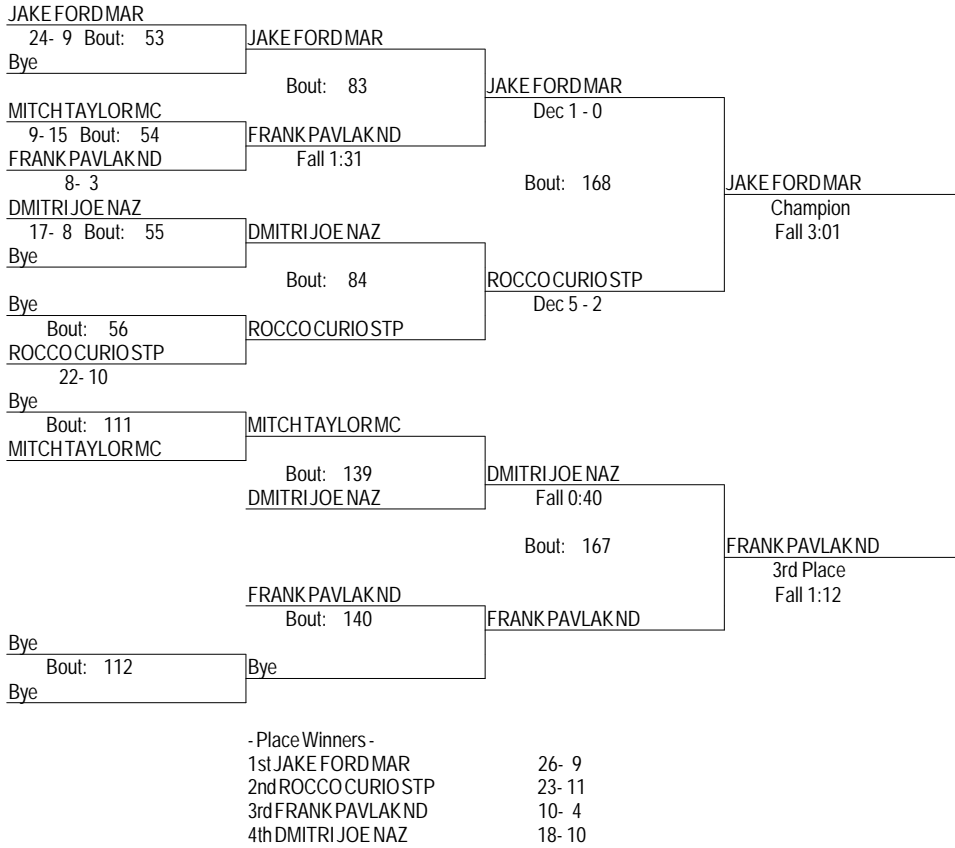 JAKE FORD MAR
24- 9 Bout: 53
Bye
JAKE FORD MAR
Bout: 83
MITCH TAYLOR MC
9- 15 Bout: 54
FRANK PAVLAK ND
8- 3
FRANK PAVLAK ND
Fall 1:31
JAKE FORD MAR
Dec 1 - 0
Bout: 168
DMITRI JOE NAZ
17- 8 Bout: 55
Bye
DMITRI JOE NAZ
Bout: 84
Bye
Bout: 56
ROCCO CURIO STP
22- 10
ROCCO CURIO STP
ROCCO CURIO STP
Dec 5 - 2
JAKE FORD MAR
Champion
Fall 3:01
Bye
Bout: 111
MITCH TAYLOR MC
MITCH TAYLOR MC
Bout: 139
DMITRI JOE NAZ
DMITRI JOE NAZ
Fall 0:40
Bout: 167
FRANK PAVLAK ND
Bout: 140
Bye
Bout: 112
Bye
Bye
FRANK PAVLAK ND
FRANK PAVLAK ND
3rd Place
Fall 1:12
- Place Winners -
1st JAKE FORD MAR 26- 9
2nd ROCCO CURIO STP 23- 11
3rd FRANK PAVLAK ND 10- 4
4th DMITRI JOE NAZ 18- 10